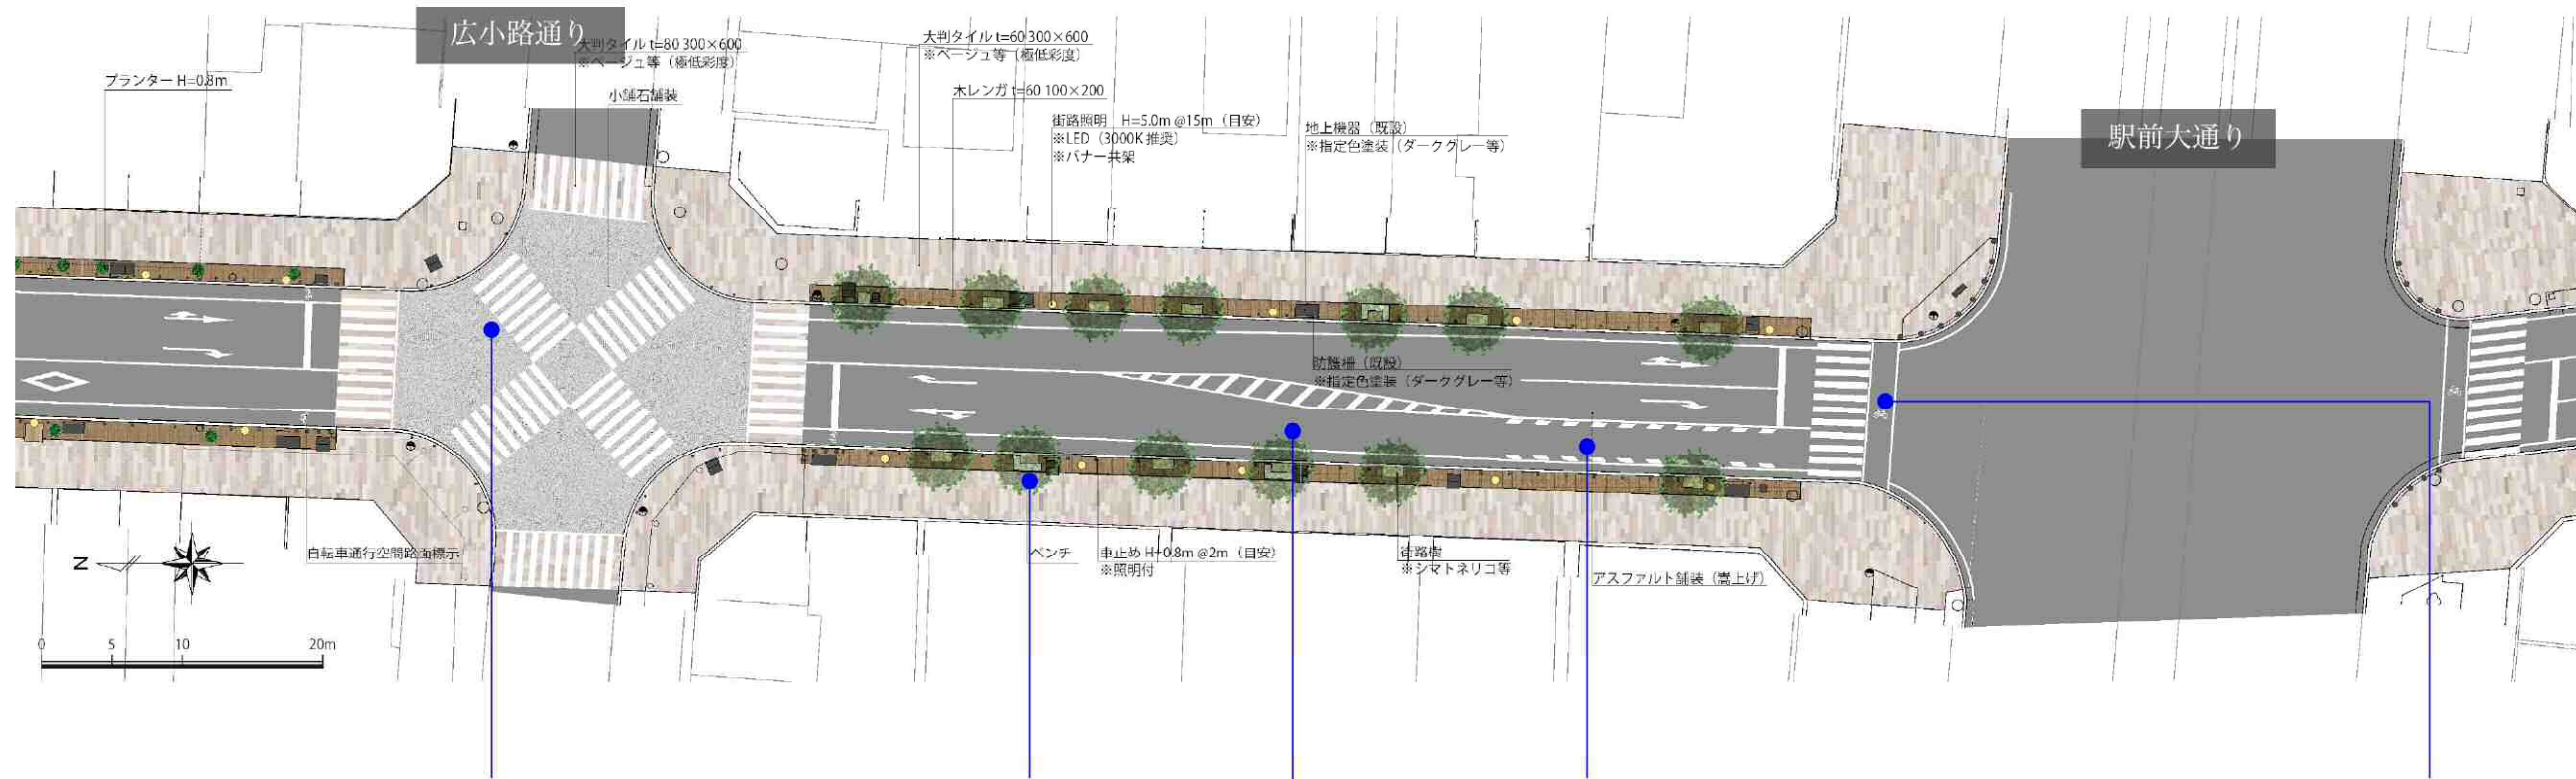 広小路通り
大判タイル t=80 300×600
※ベージュ等（極低彩度）
小舗石舗装
プランター H=0.8m
大判タイル t=60 300×600
※ベージュ等（極低彩度）
木レンガ t=60 100×200
街路照明　H=5.0m @15m（目安）
※LED（3000K 推奨）
※バナー共架
地上機器（既設）
※指定色塗装（ダークグレー等）
駅前大通り
防護柵（既設）
※指定色塗装（ダークグレー等）
自転車通行空間路面標示
ベンチ
車止め H=0.8m @2m（目安）
※照明付
街路樹
※シマトネリコ等
アスファルト舗装（嵩上げ）
N
0 5 10 20m